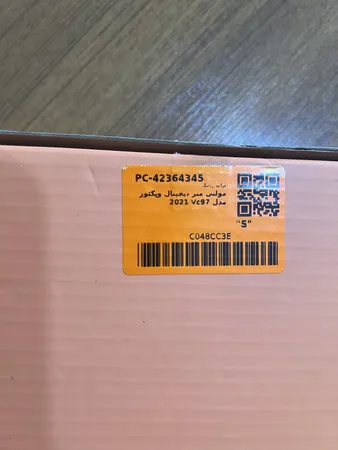 PC-42364345
مولتی متر دیجیتال ویکتور
مدل 2021 Vc97
"S"
C048CC3E